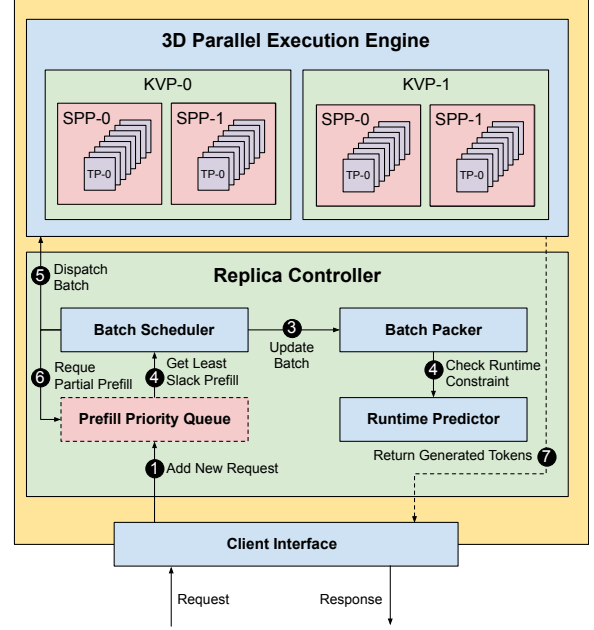 3D Parallel Execution Engine
KVP-0
KVP-1
SPP-0
SPP-1
SPP-0
SPP-1
TP-0
TP-0
TP-0
TP-0
5 Dispatch
Batch
Replica Controller
Batch Scheduler
3
Update
Batch
Batch Packer
6 Reque
Partial Prefill
4 Get Least
Slack Prefill
4 Check Runtime
Constraint
Prefill Priority Queue
Runtime Predictor
1 Add New Request
Return Generated Tokens 7
Client Interface
Request
Response